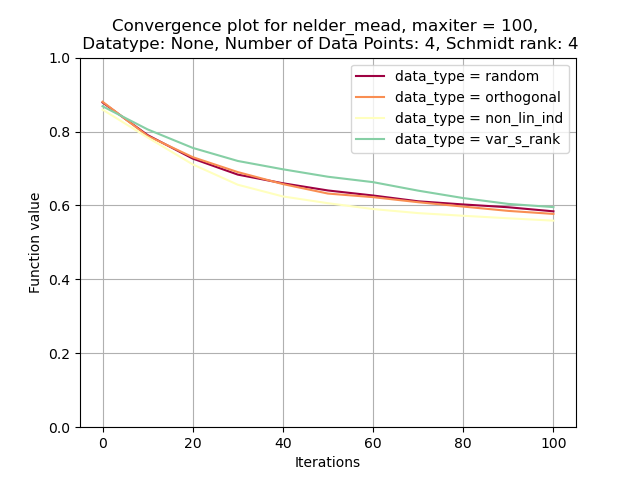 Convergence plot for nelder_mead, maxiter = 100,
Datatype: None, Number of Data Points: 4, Schmidt rank: 4
data_type = random
data_type = orthogonal
data_type = non_lin_ind
data_type = var_s_rank
Function value
1.0
0.8
0.6
0.4
0.2
0.0
0 20 40 60 80 100
Iterations